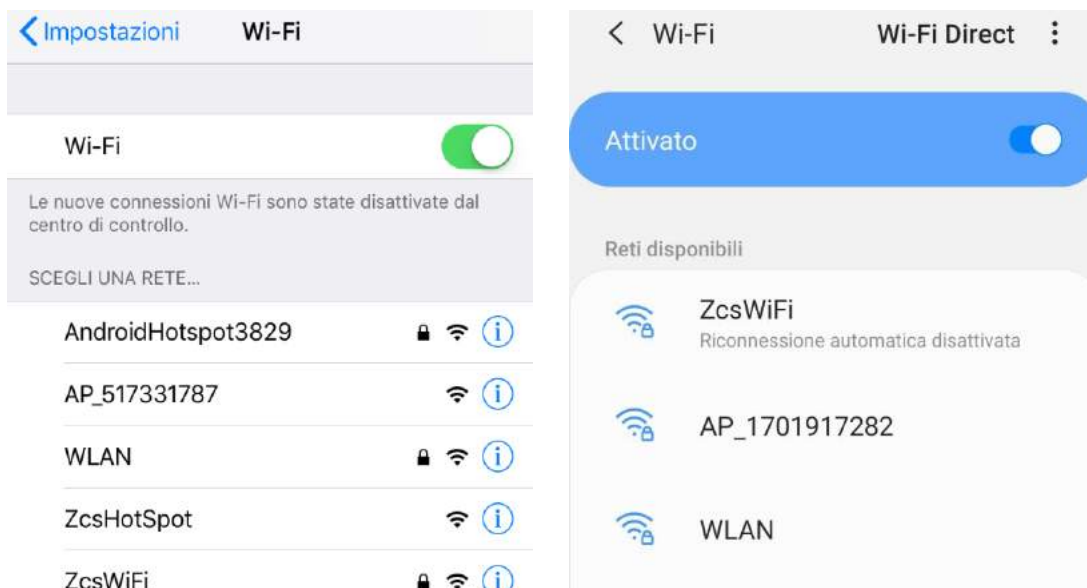 Impostazioni Wi-Fi
Wi-Fi
Le nuove connessioni Wi-Fi sono state disattivate dal
centro di controllo.
SCEGLI UNA RETE...
AndroidHotspot3829
AP_517331787
WLAN
ZcsHotSpot
ZcsWiFi
Wi-Fi Wi-Fi Direct
Attivato
Reti disponibili
ZcsWiFi
Riconnessione automatica disattivata
AP_1701917282
WLAN